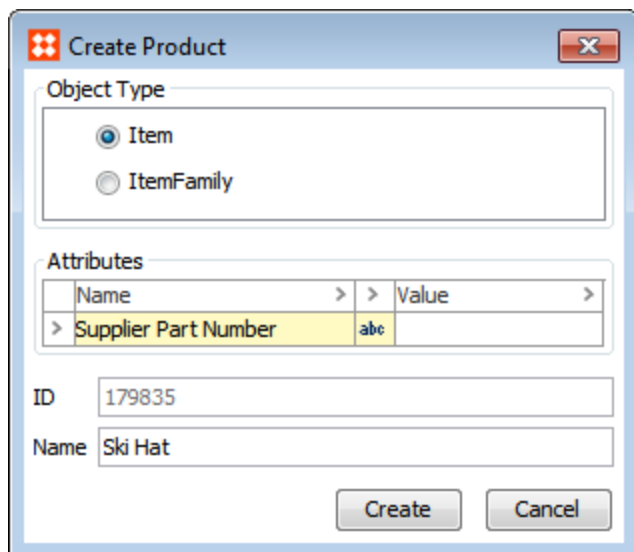 Create Product
Object Type
Item
ItemFamily
Attributes
Name > > Value >
> Supplier Part Number abc
ID 179835
Name Ski Hat
Create Cancel